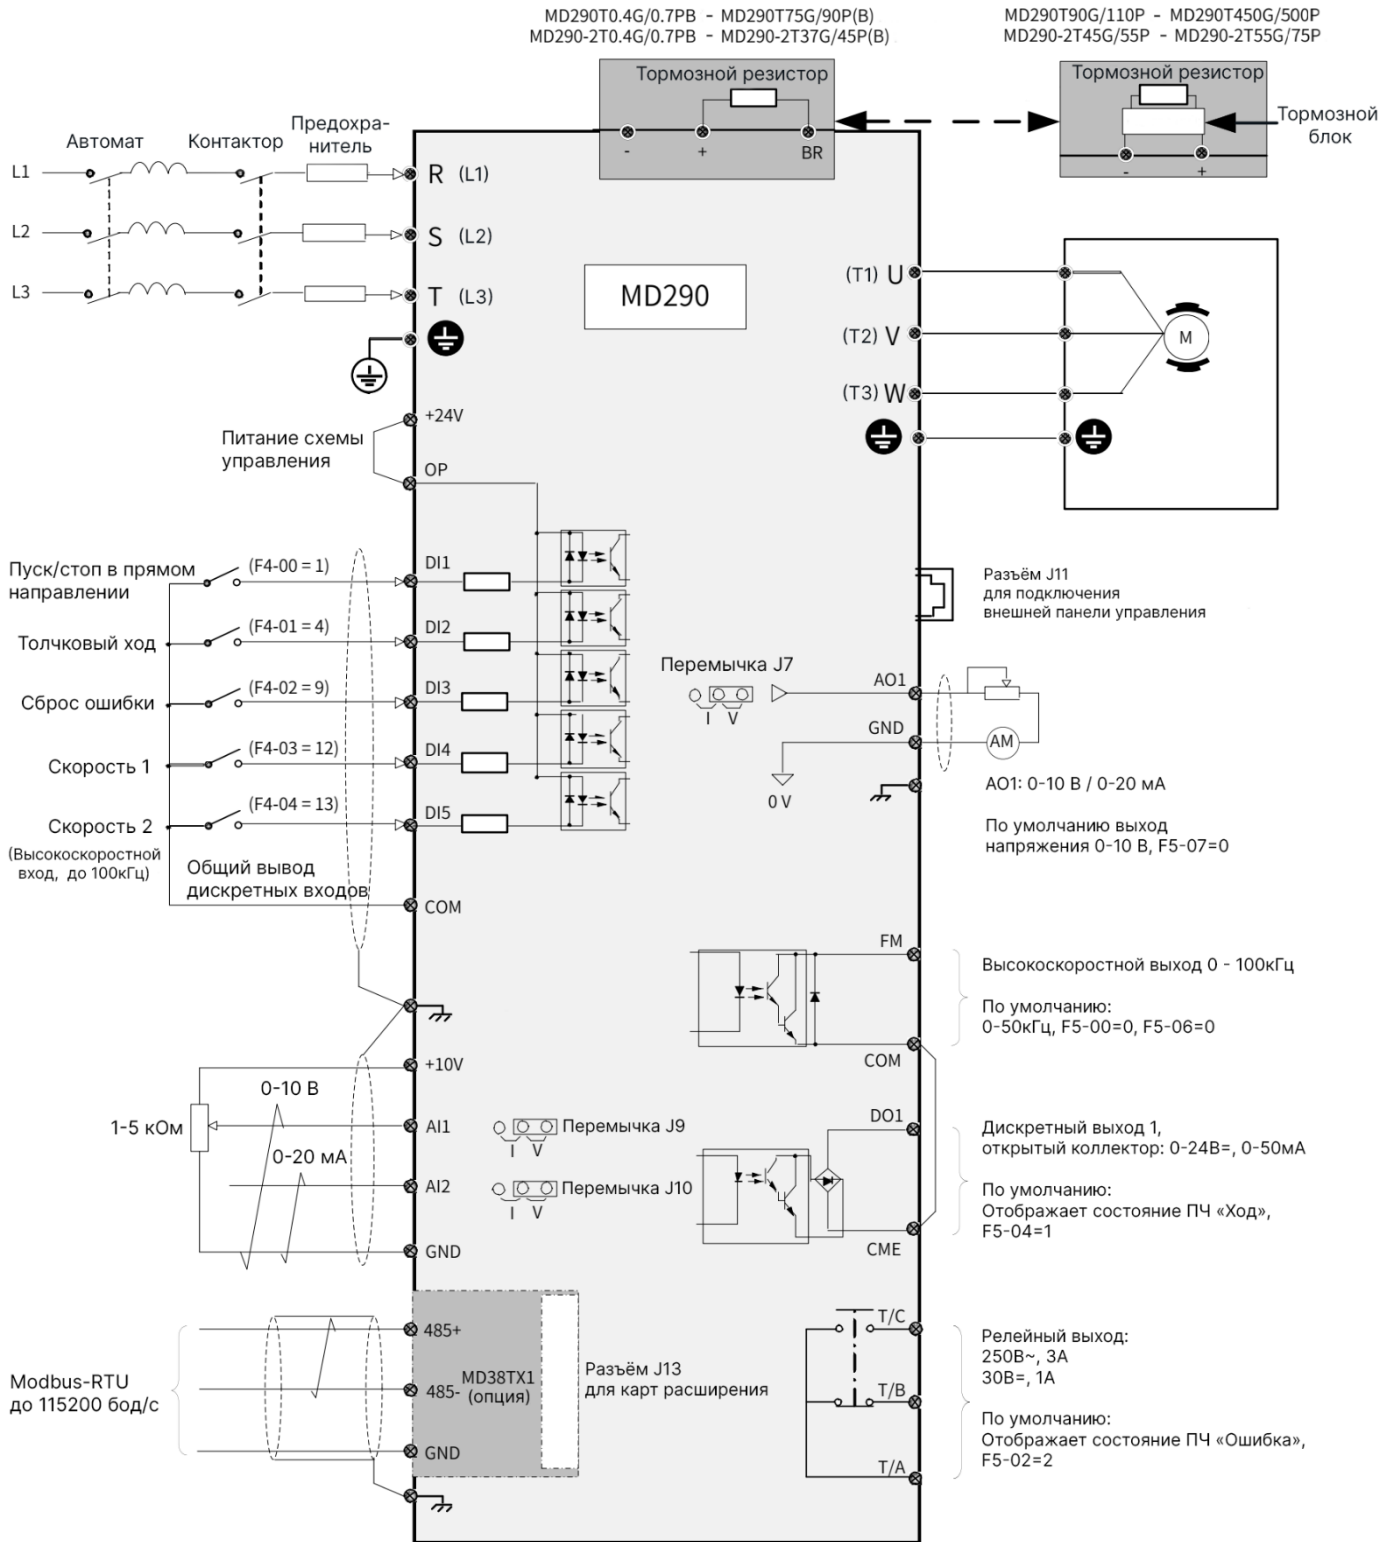 MD290T0.4G/0.7PB - MD290T75G/90P(B)
MD290-2T0.4G/0.7PB - MD290-2T37G/45P(B)
MD290T90G/110P - MD290T450G/500P
MD290-2T45G/55P - MD290-2T55G/75P
Тормозной резистор
- + BR
Тормозной резистор
- +
Тормозной
блок
Автомат
Контактор
Предохра-
нитель
L1
R (L1)
L2
S (L2)
L3
T (L3)
MD290
(T1) U
(T2) V
(T3) W
M
Питание схемы
управления
+24V
OP
Пуск/стоп в прямом
направлении
(F4-00 = 1)
DI1
Толчковый ход
(F4-01 = 4)
DI2
Сброс ошибки
(F4-02 = 9)
DI3
Скорость 1
(F4-03 = 12)
DI4
Скорость 2
(F4-04 = 13)
DI5
(Высокоскоростной
вход, до 100кГц)
Общий вывод
дискретных входов
COM
Разъём J11
для подключения
внешней панели управления
Перемычка J7
I V
AO1
GND
0 V
AM
AO1: 0-10 В / 0-20 мА
По умолчанию выход
напряжения 0-10 В, F5-07=0
FM
COM
Высокоскоростной выход 0 - 100кГц
По умолчанию:
0-50кГц, F5-00=0, F5-06=0
+10V
0-10 В
1-5 кОм
AI1
Перемычка J9
I V
0-20 мА
AI2
Перемычка J10
I V
GND
DO1
CME
Дискретный выход 1,
открытый коллектор: 0-24В=, 0-50мА
По умолчанию:
Отображает состояние ПЧ «Ход»,
F5-04=1
Modbus-RTU
до 115200 бод/с
485+
485-
GND
MD38TX1
(опция)
Разъём J13
для карт расширения
T/C
T/B
T/A
Релейный выход:
250В~, 3А
30В=, 1А
По умолчанию:
Отображает состояние ПЧ «Ошибка»,
F5-02=2